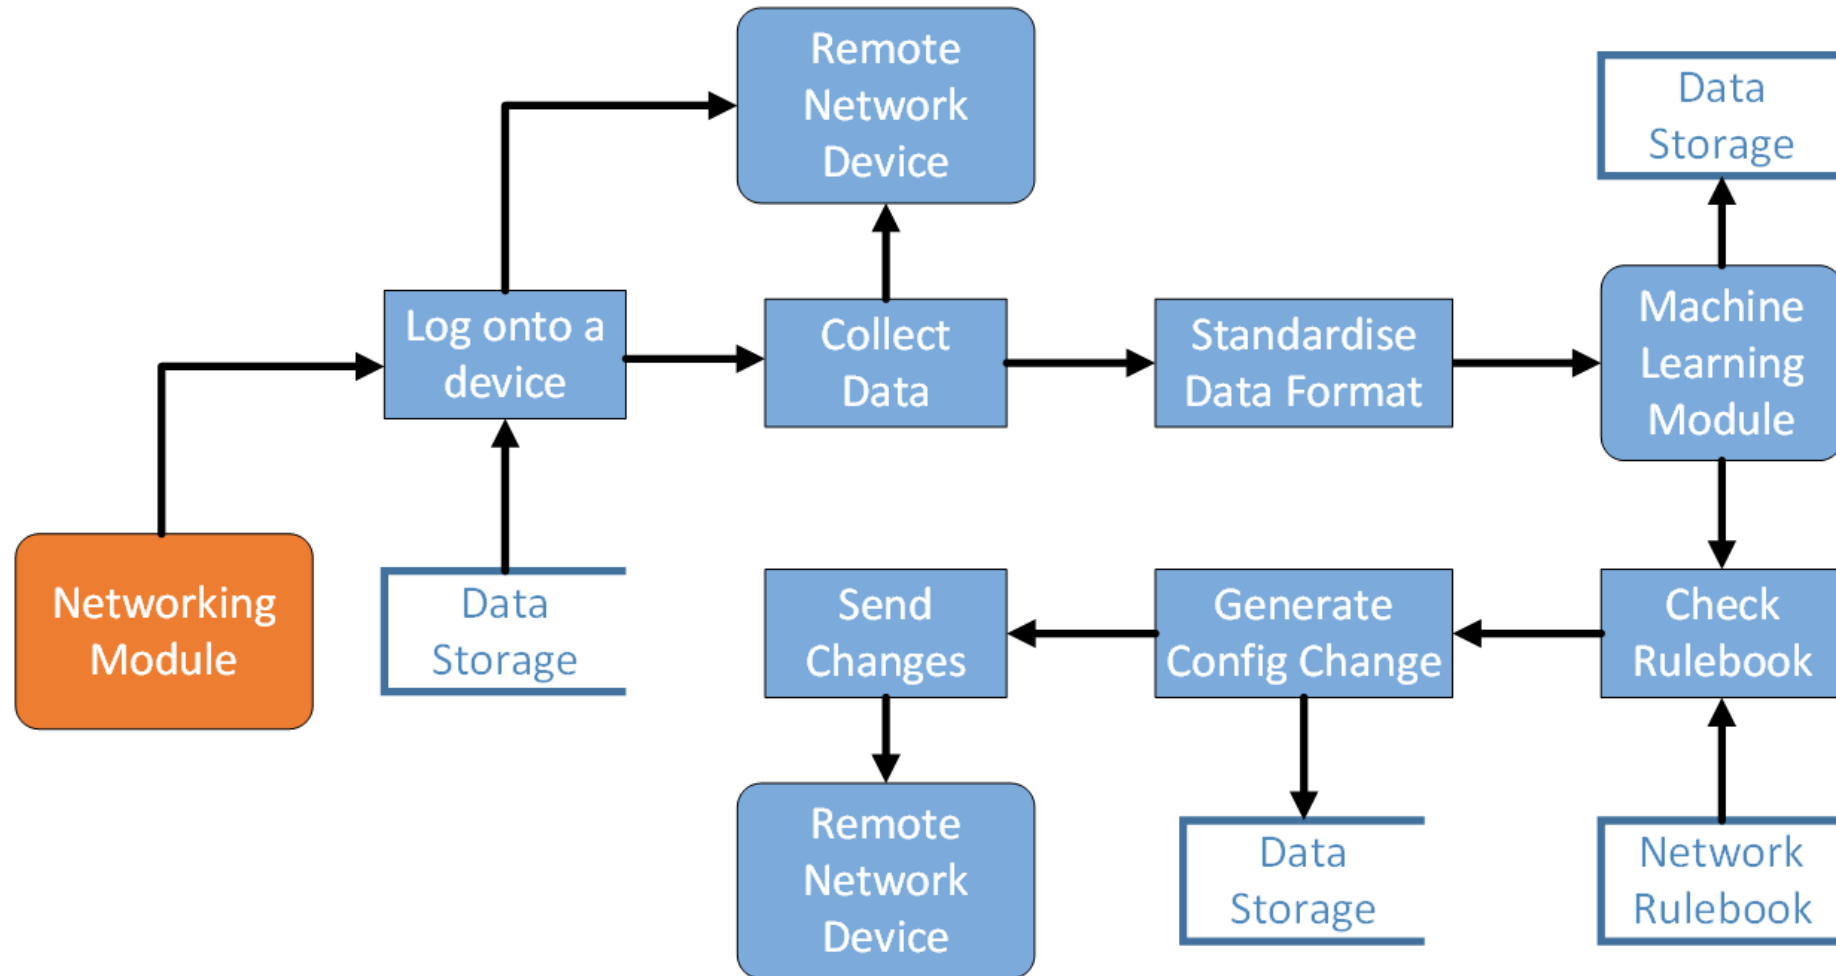 Remote
Network
Device
Data
Storage
Log onto a
device
Collect
Data
Standardise
Data Format
Machine
Learning
Module
Networking
Module
Data
Storage
Send
Changes
Generate
Config Change
Check
Rulebook
Remote
Network
Device
Data
Storage
Network
Rulebook